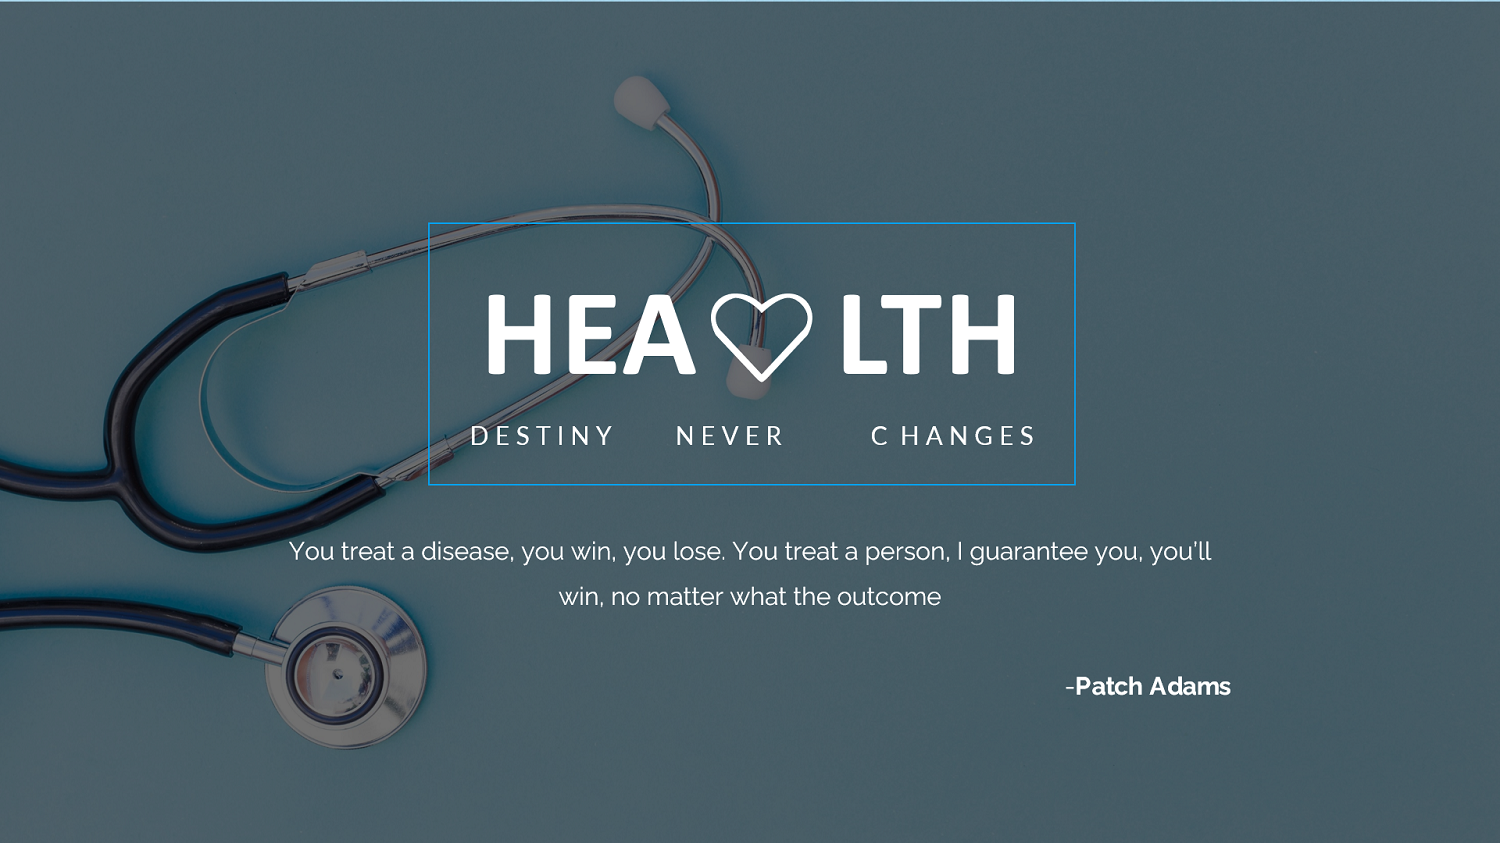 HEA LTH
DESTINY NEVER C HANGES
You treat a disease, you win, you lose. You treat a person, I guarantee you, you’ll
win, no matter what the outcome
-Patch Adams